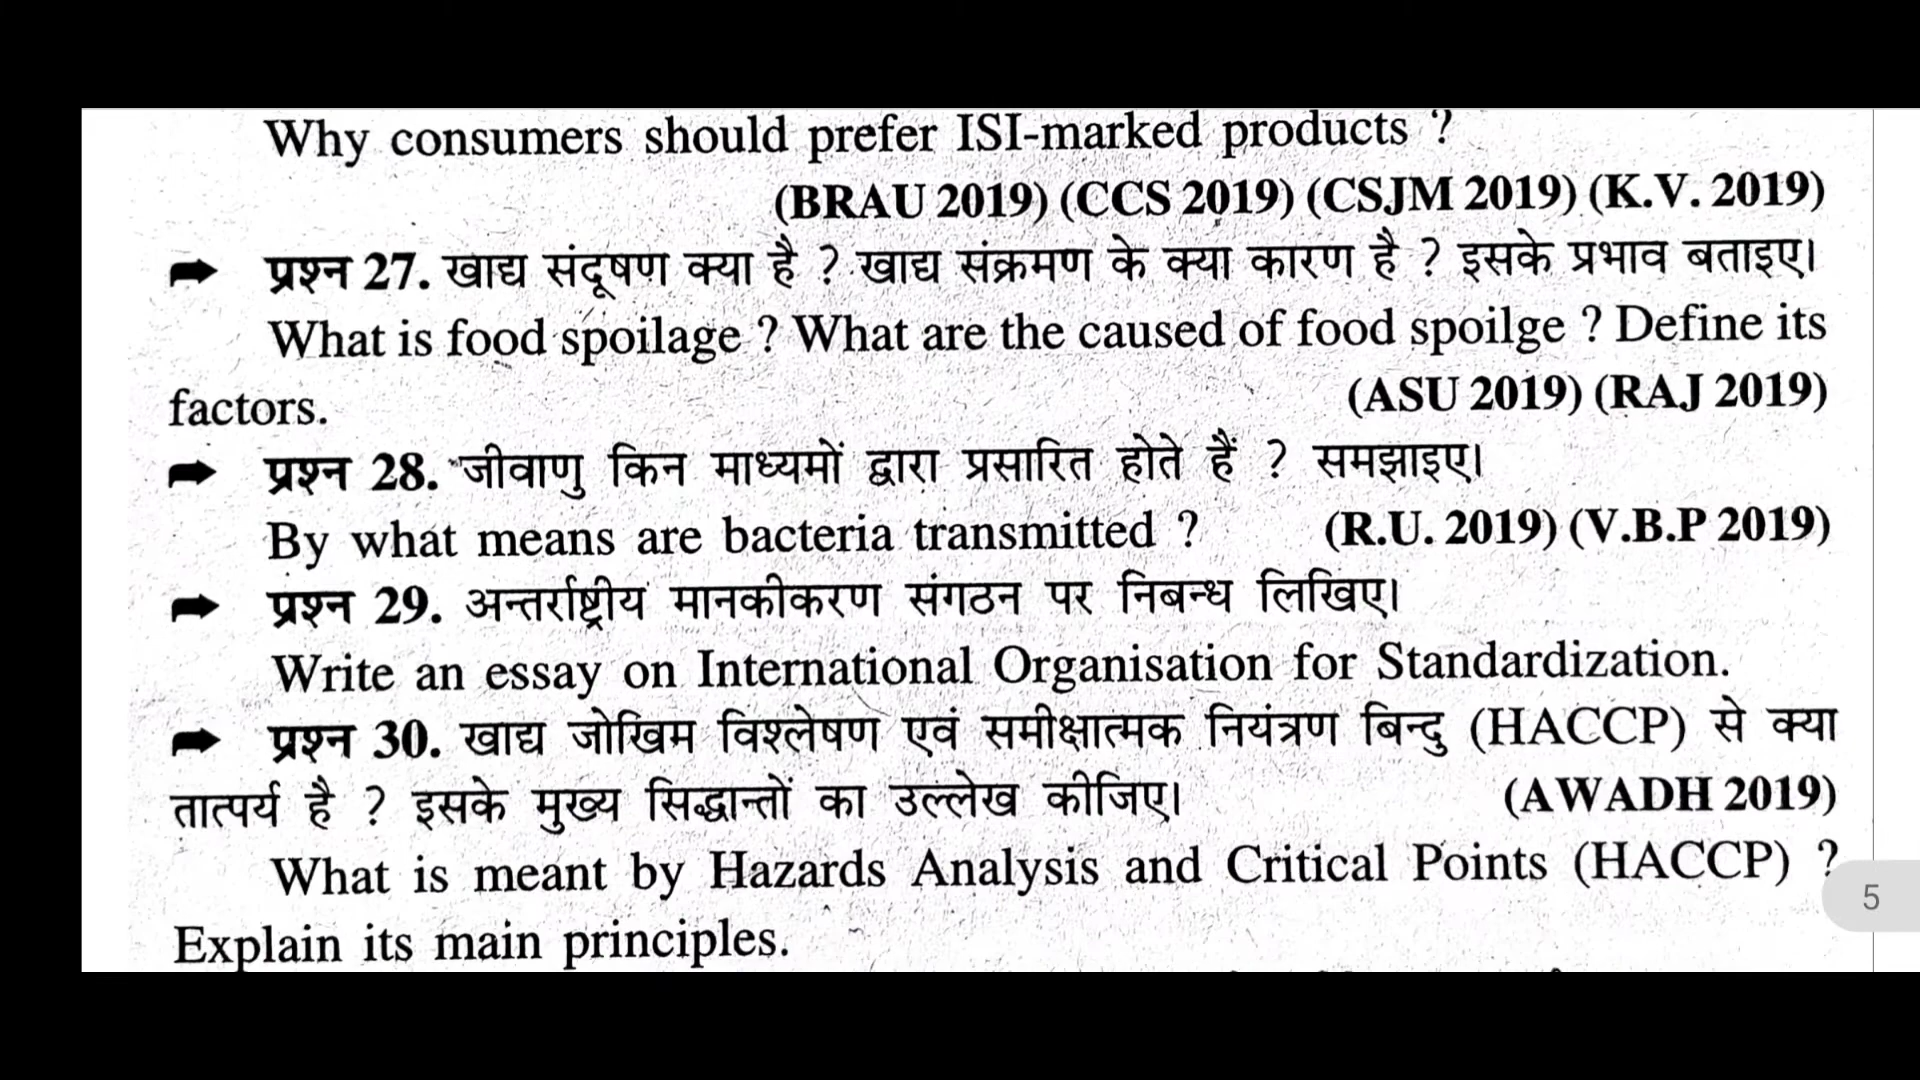 Why consumers should prefer ISI-marked products ?
(BRAU 2019) (CCS 2019) (CSJM 2019) (K.V. 2019)
➡ प्रश्न 27. खाद्य संदूषण क्या है ? खाद्य संक्रमण के क्या कारण है ? इसके प्रभाव बताइए।
What is food spoilage ? What are the caused of food spoilge ? Define its
factors. (ASU 2019) (RAJ 2019)
➡ प्रश्न 28. जीवाणु किन माध्यमों द्वारा प्रसारित होते हैं ? समझाइए।
By what means are bacteria transmitted ? (R.U. 2019) (V.B.P 2019)
➡ प्रश्न 29. अन्तर्राष्ट्रीय मानकीकरण संगठन पर निबन्ध लिखिए।
Write an essay on International Organisation for Standardization.
➡ प्रश्न 30. खाद्य जोखिम विश्लेषण एवं समीक्षात्मक नियंत्रण बिन्दु (HACCP) से क्या
तात्पर्य है ? इसके मुख्य सिद्धान्तों का उल्लेख कीजिए। (AWADH 2019)
What is meant by Hazards Analysis and Critical Points (HACCP) ?
5
Explain its main principles.